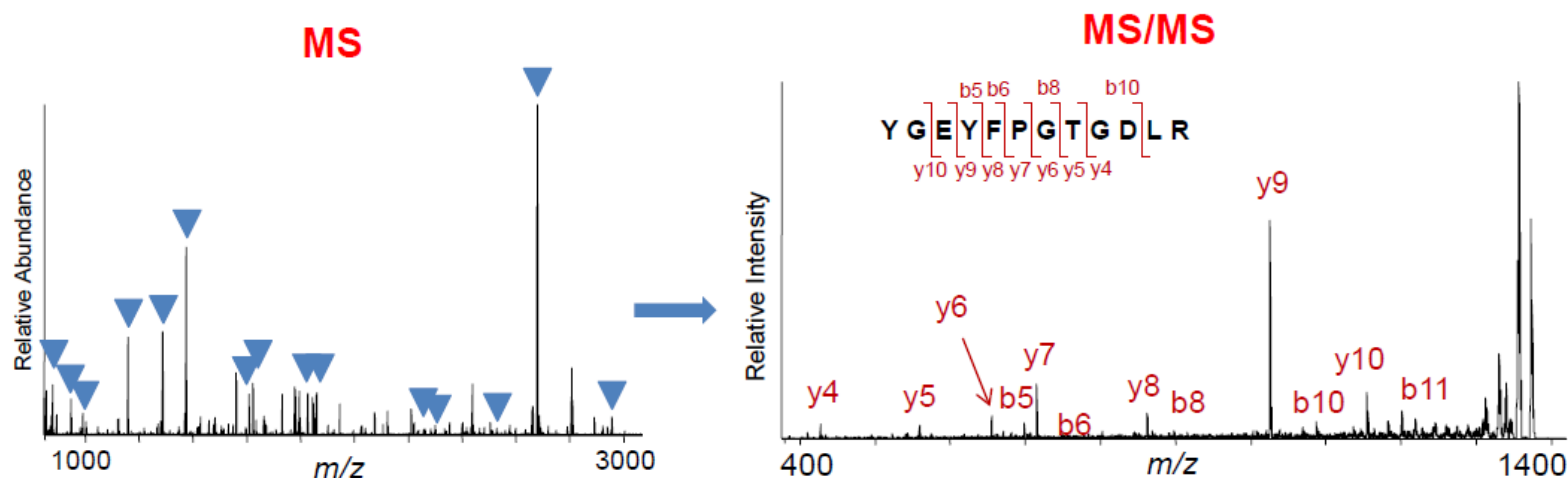 MS
Relative Abundance
1000
m/z
3000
MS/MS
Relative Intensity
b5 b6 b8 b10
Y G E Y F P G T G D L R
y10 y9 y8 y7 y6 y5 y4
y4
y5
y6
b5
y7
b6
y8
b8
y9
b10
y10
b11
400
m/z
1400